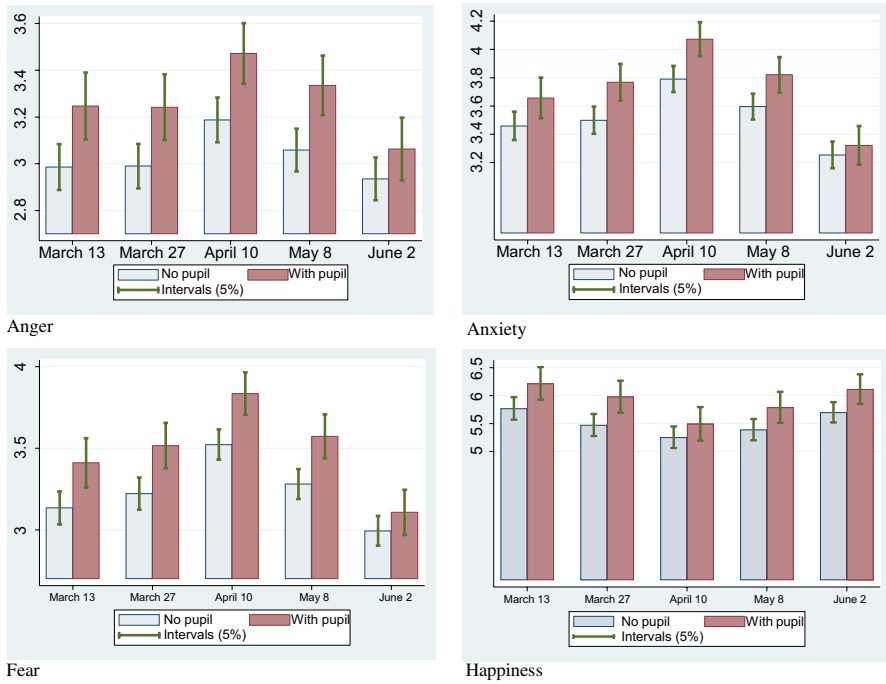 3.6
3.4
3.2
3
2.8
March 13 March 27 April 10 May 8 June 2
No pupil With pupil
Intervals (5%)
Anger
4.2
4
3.8
3.6
3.4
3.2
March 13 March 27 April 10 May 8 June 2
No pupil With pupil
Intervals (5%)
Anxiety
4
3.5
3
March 13 March 27 April 10 May 8 June 2
No pupil With pupil
Intervals (5%)
Fear
6.5
6
5.5
5
March 13 March 27 April 10 May 8 June 2
No pupil With pupil
Intervals (5%)
Happiness